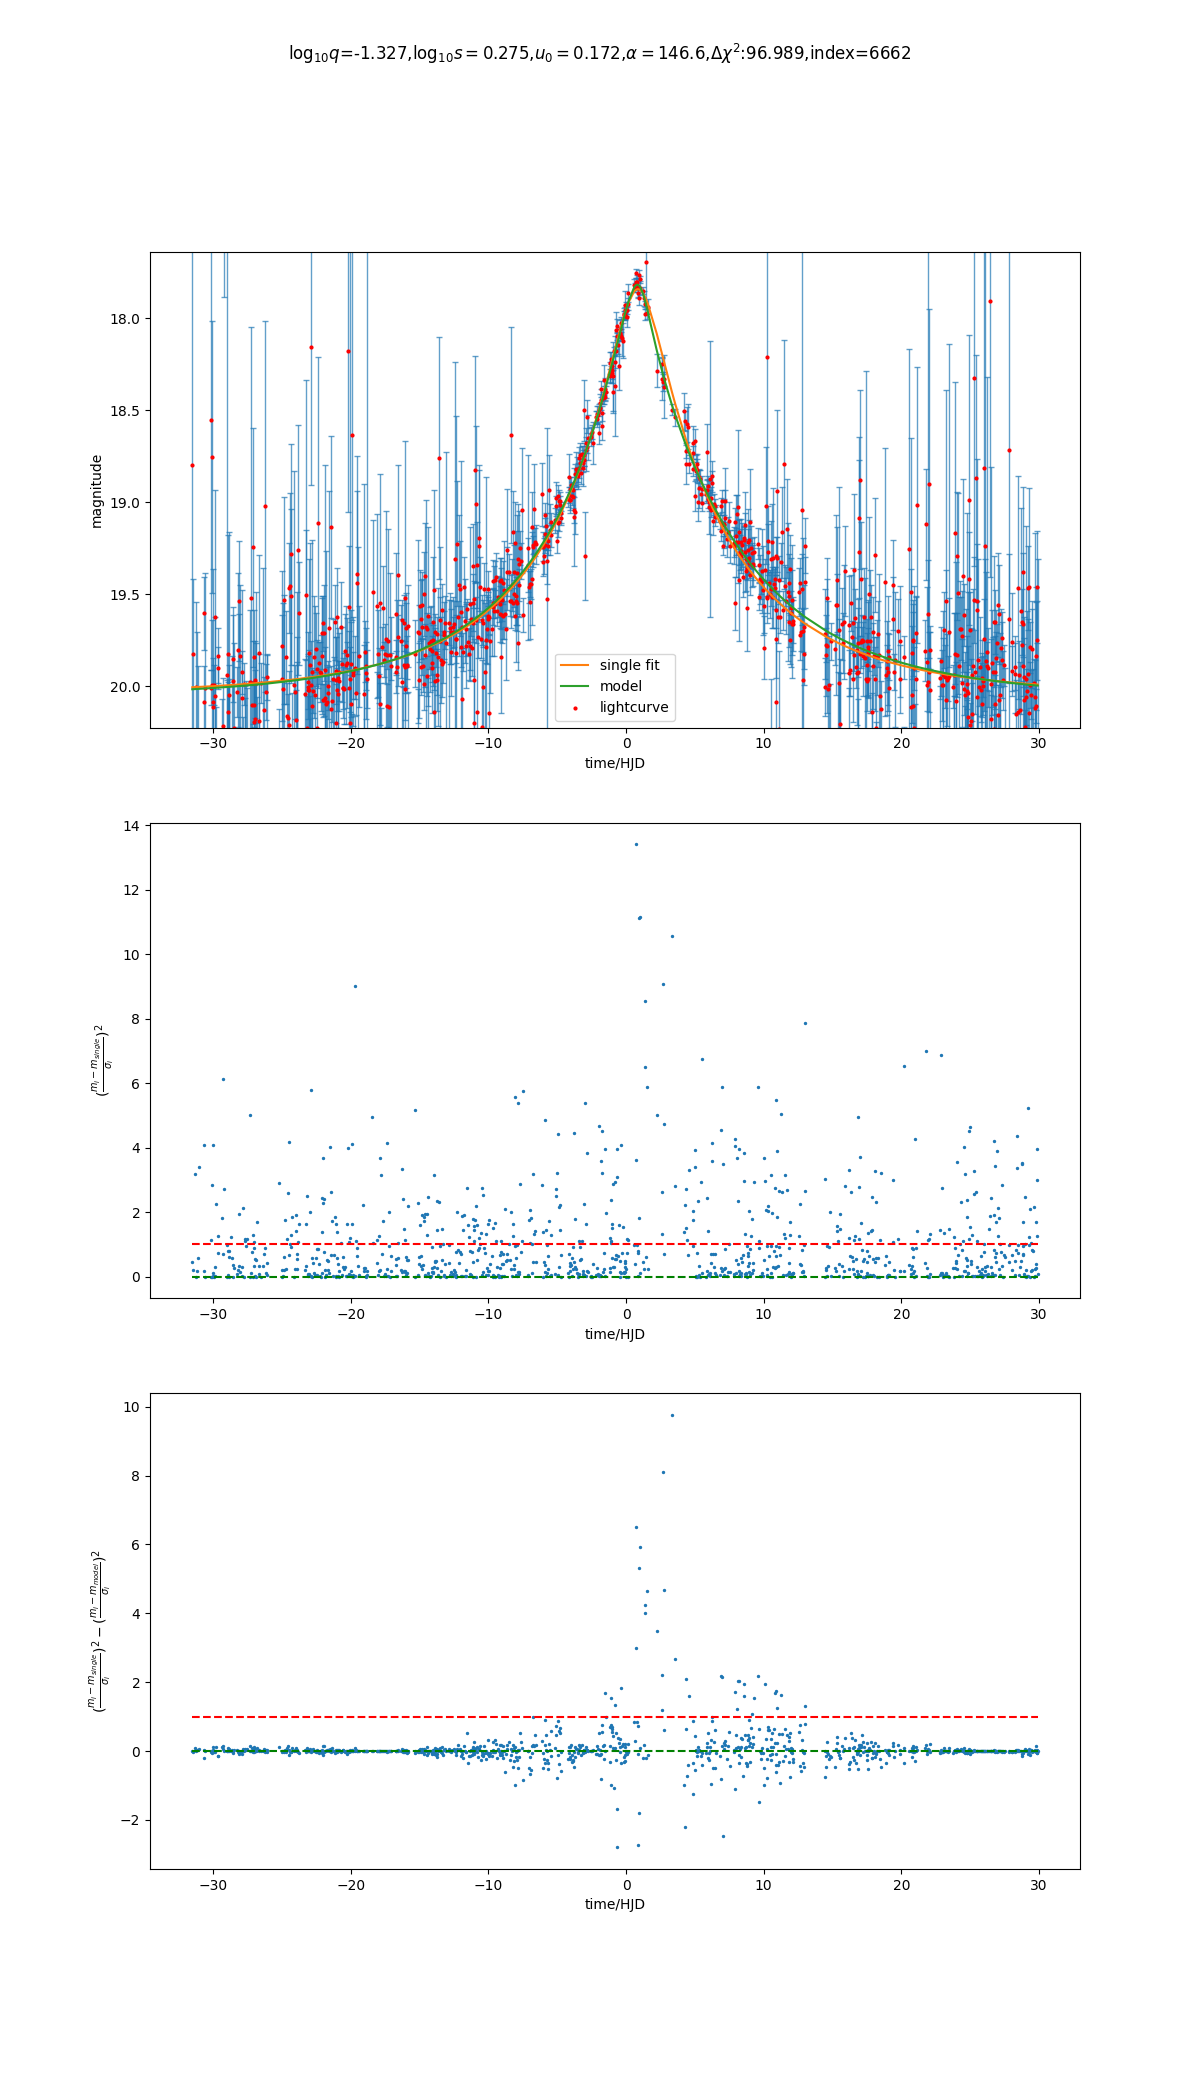 log₁₀q=-1.327,log₁₀s = 0.275,u₀ = 0.172,α = 146.6,Δχ²:96.989,index=6662
18.0
18.5
19.0
19.5
20.0
magnitude
single fit
model
lightcurve
−30 −20 −10 0 10 20 30
time/HJD
14
12
10
8
6
4
2
0
((mᵢ − m_single)/σᵢ)²
−30 −20 −10 0 10 20 30
time/HJD
10
8
6
4
2
0
−2
((mᵢ − m_single)/σᵢ)² − ((mᵢ − m_model)/σᵢ)²
−30 −20 −10 0 10 20 30
time/HJD